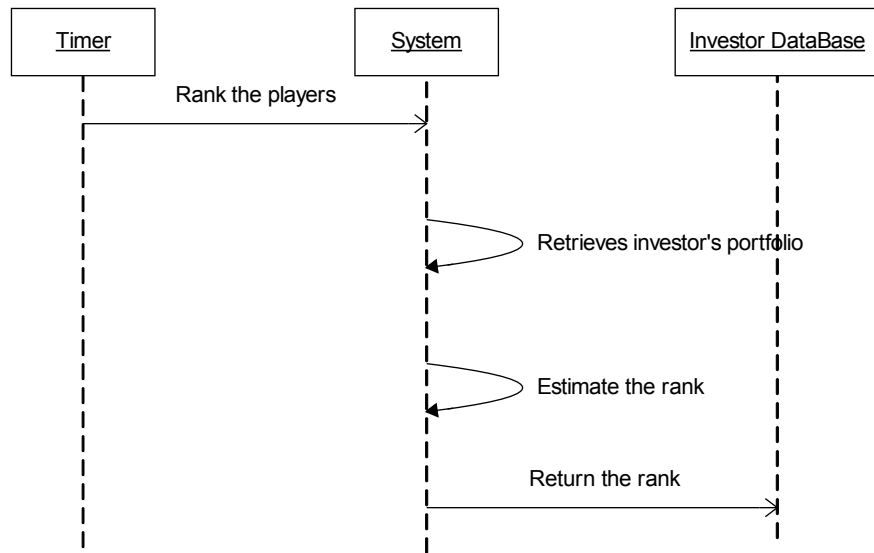 Timer
System
Investor DataBase
Rank the players
Retrieves investor's portfolio
Estimate the rank
Return the rank